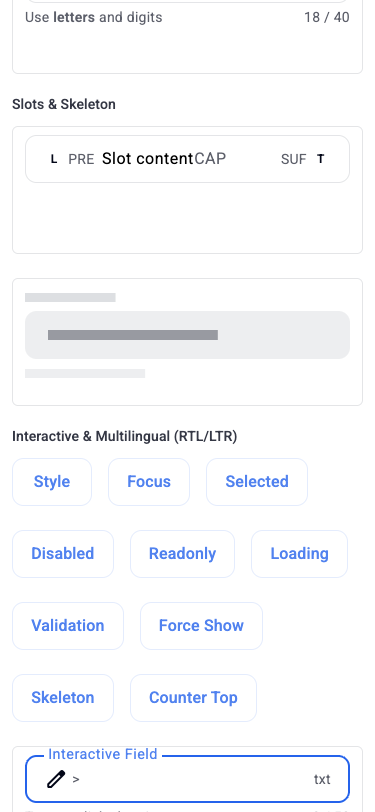 Use letters and digits 18 / 40
Slots & Skeleton
L PRE Slot contentCAP SUF T
Interactive & Multilingual (RTL/LTR)
Style Focus Selected
Disabled Readonly Loading
Validation Force Show
Skeleton Counter Top
Interactive Field
> txt